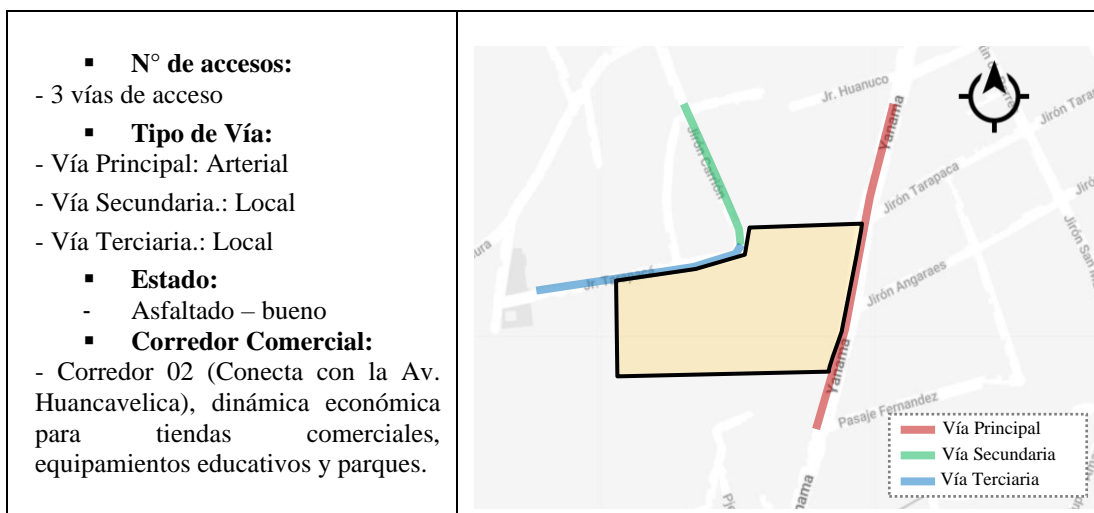 ▪ N° de accesos:
- 3 vías de acceso
▪ Tipo de Vía:
- Vía Principal: Arterial
- Vía Secundaria.: Local
- Vía Terciaria.: Local
▪ Estado:
- Asfaltado – bueno
▪ Corredor Comercial:
- Corredor 02 (Conecta con la Av.
Huancavelica), dinámica económica
para tiendas comerciales,
equipamientos educativos y parques.
Jr. Huanuco
Yanama
Jirón Carrión
Jirón Tarapaca
Jirón Angaraes
Yanama
Pasaje Fernandez
Yanama
Vía Principal
Vía Secundaria
Vía Terciaria